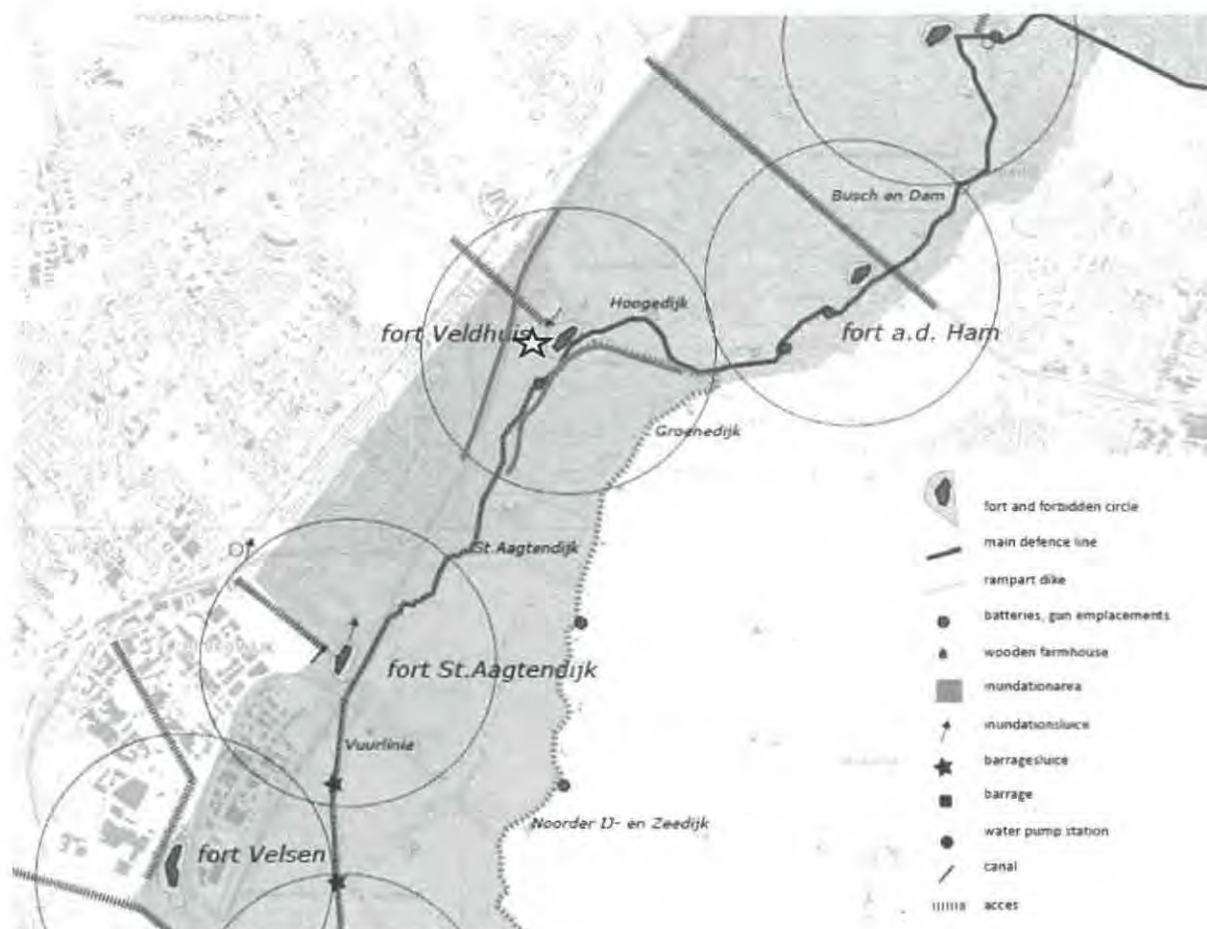 Busch en Dam
Hoogedijk
fort Veldhuis
fort a.d. Ham
Groenedijk
St.Aagtendijk
fort St.Aagtendijk
Vuurlinie
Noorder IJ- en Zeedijk
fort Velsen
fort and forbidden circle
main defence line
rampart dike
batteries, gun emplacements
wooden farmhouse
inundationarea
inundationsluice
barragesluice
barrage
water pump station
canal
acces